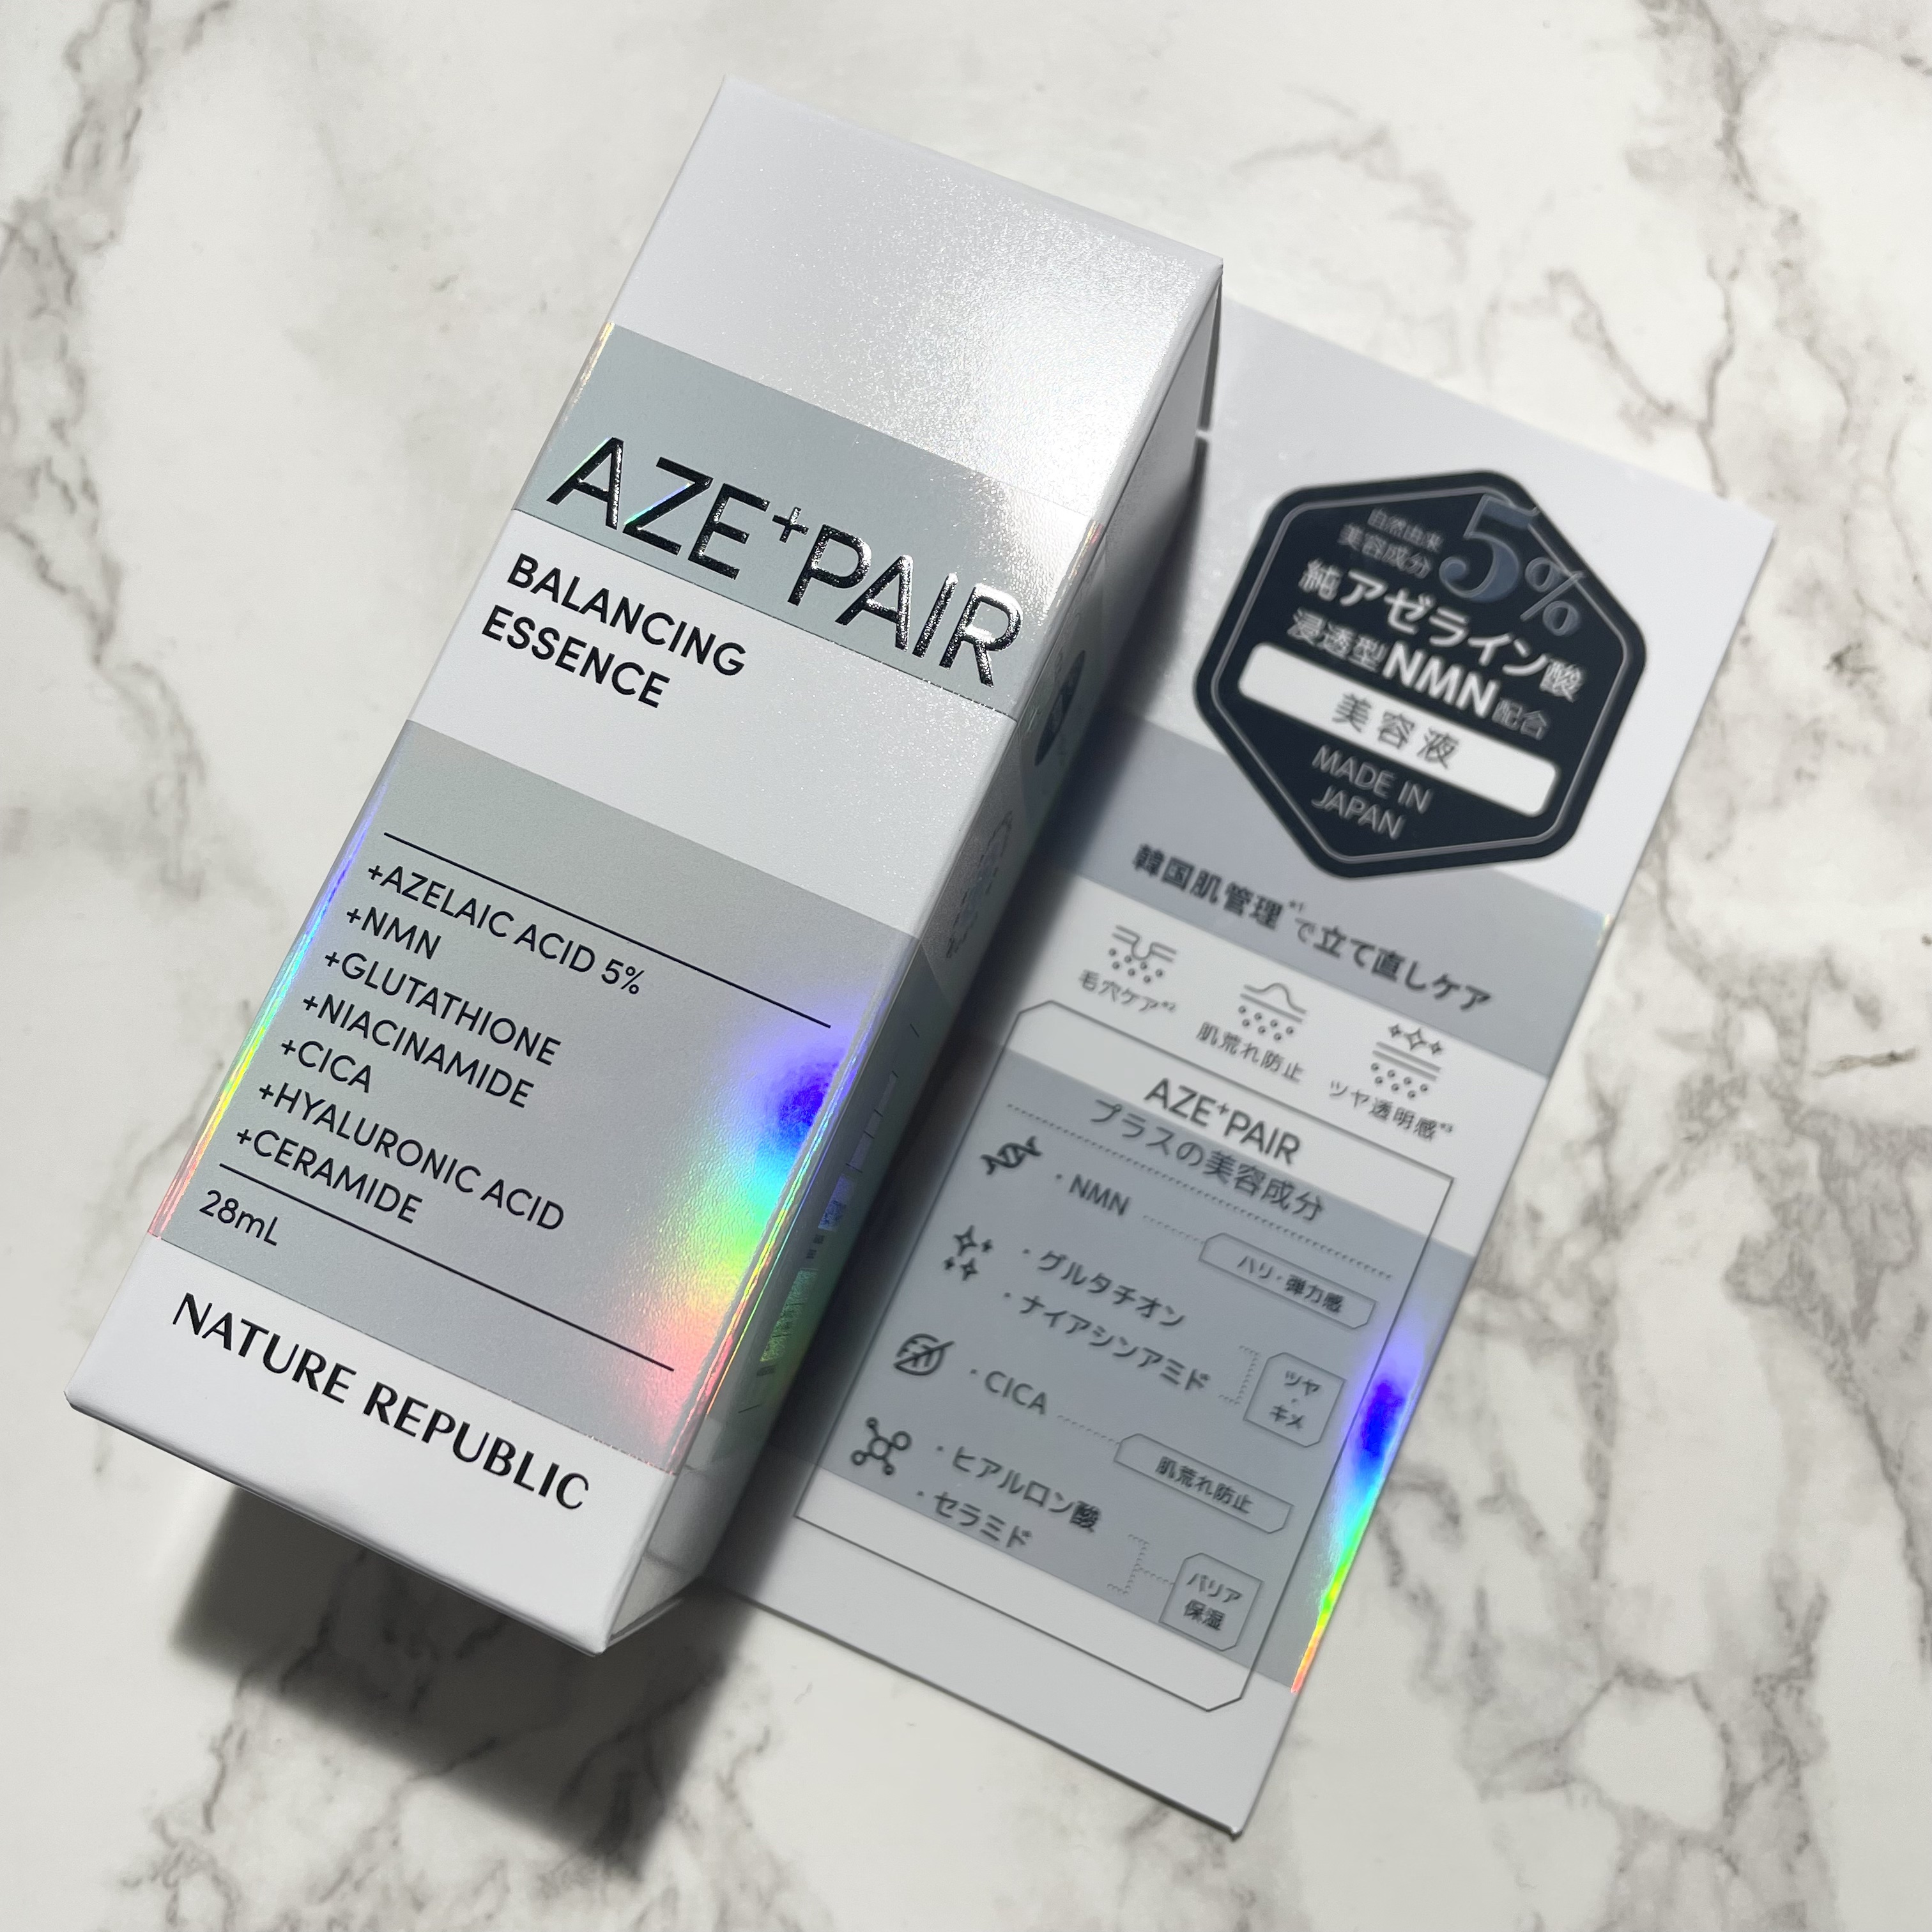 AZE⁺PAIR
BALANCING
ESSENCE
+AZELAIC ACID 5%
+NMN
+GLUTATHIONE
+NIACINAMIDE
+CICA
+HYALURONIC ACID
+CERAMIDE
28mL
NATURE REPUBLIC
自然由来
美容成分
5%
純アゼライン酸
浸透型NMN配合
美容液
MADE IN
JAPAN
韓国肌管理*1で立て直しケア
毛穴ケア*2
肌荒れ防止
ツヤ透明感*3
AZE⁺PAIR
プラスの美容成分
・NMN
ハリ・弾力感
・グルタチオン
・ナイアシンアミド
ツヤ
・
キメ
・CICA
肌荒れ防止
・ヒアルロン酸
・セラミド
バリア
保湿